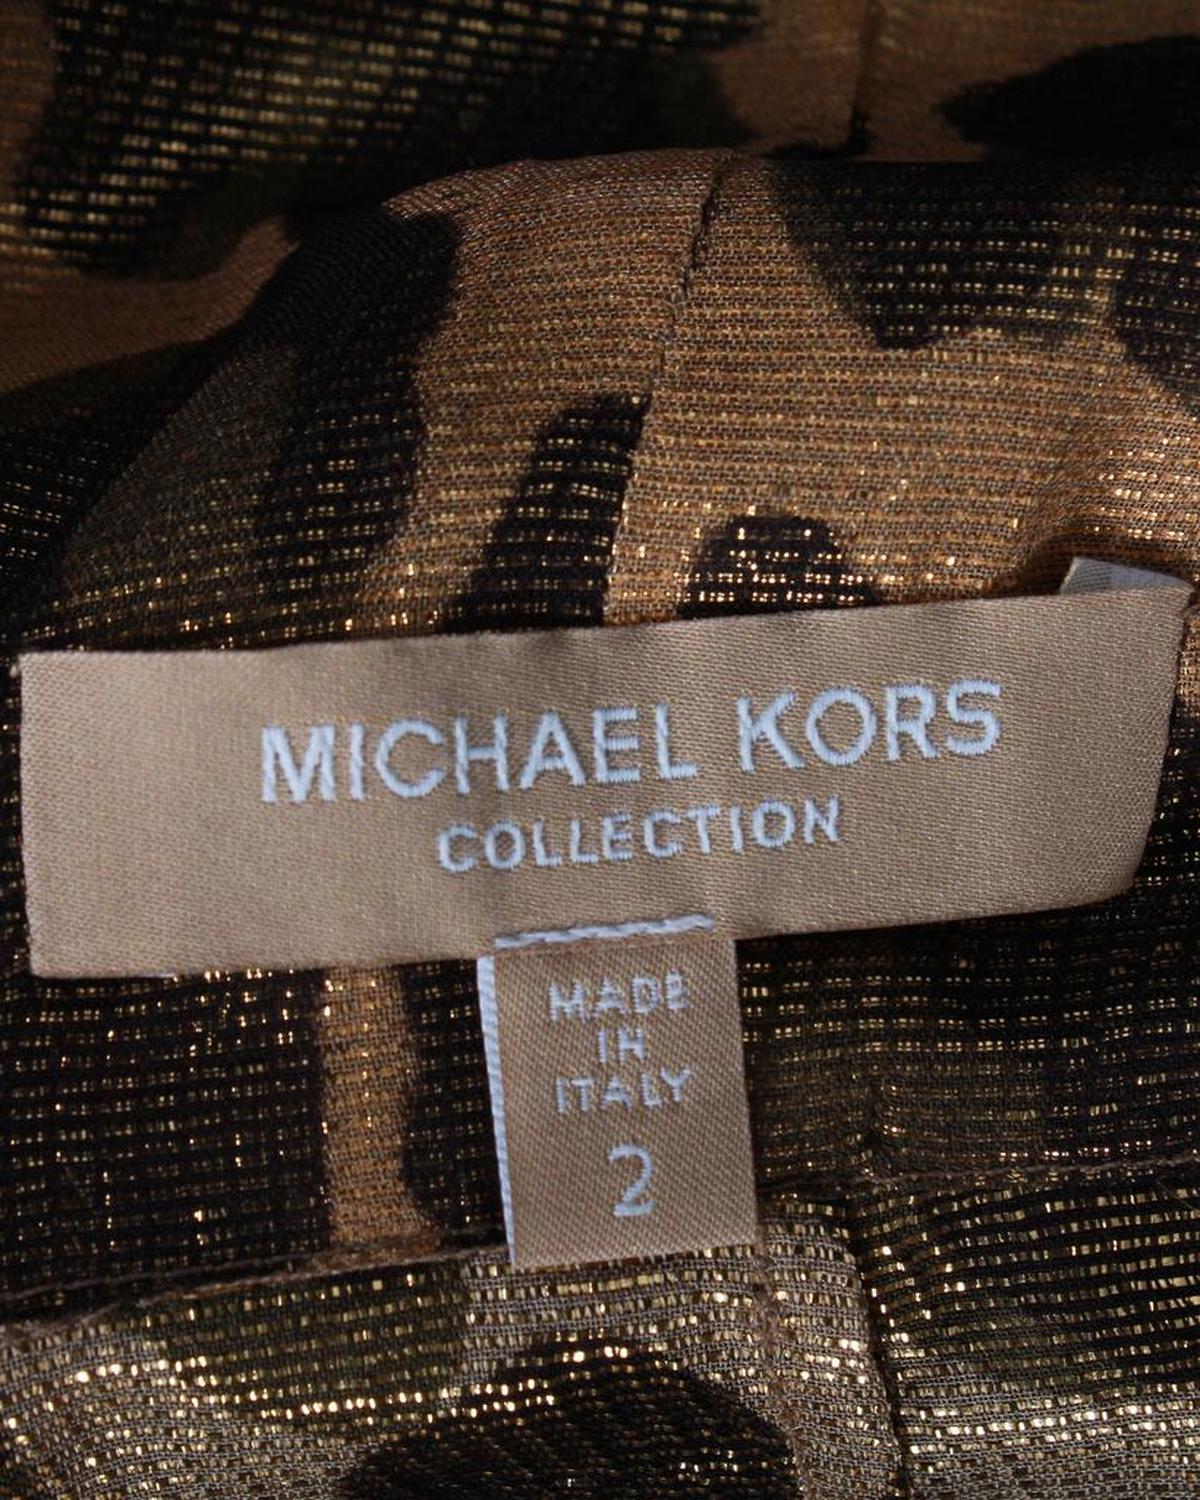 MICHAEL KORS
COLLECTION
MADE
IN
ITALY
2